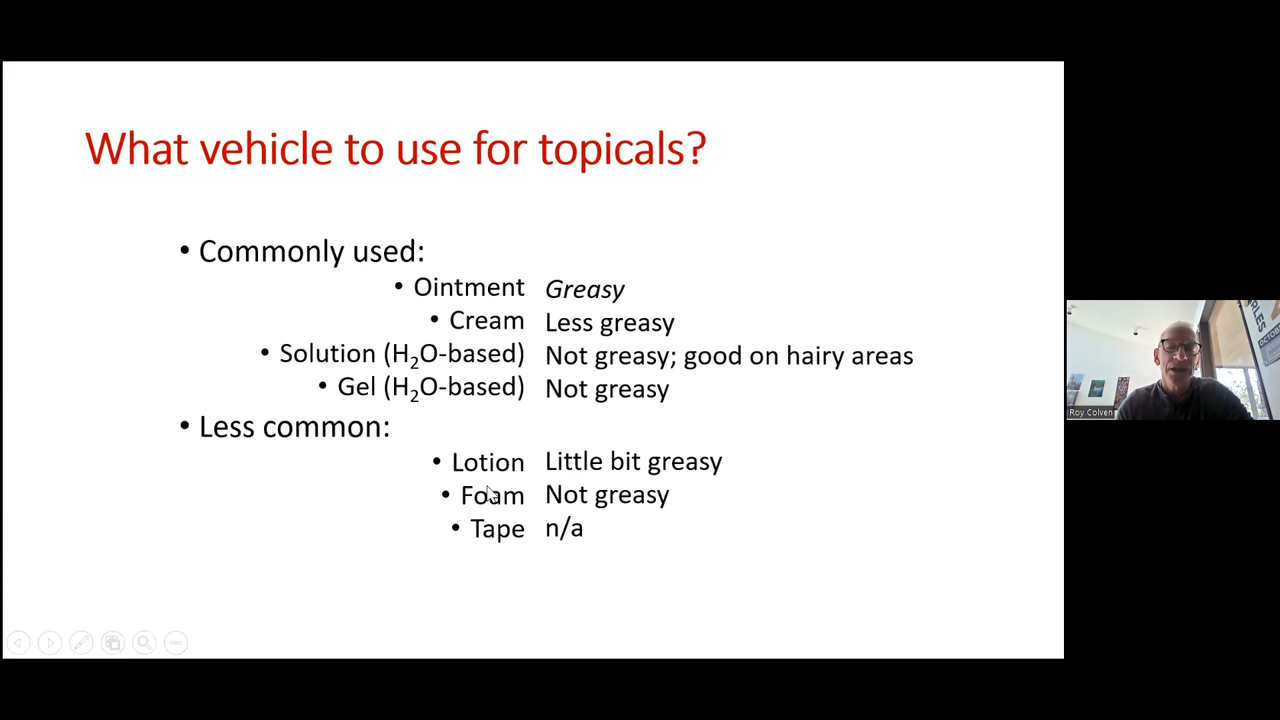 What vehicle to use for topicals?
• Commonly used:
• Ointment Greasy
• Cream Less greasy
• Solution (H₂O-based) Not greasy; good on hairy areas
• Gel (H₂O-based) Not greasy
• Less common:
• Lotion Little bit greasy
• Foam Not greasy
• Tape n/a
Roy Colven